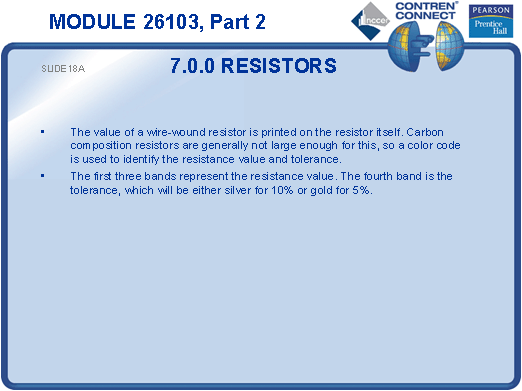 MODULE 26103, Part 2
nccer
CONTREN®
CONNECT
PEARSON
Prentice
Hall
SLIDE 18A
7.0.0 RESISTORS
• The value of a wire-wound resistor is printed on the resistor itself. Carbon
composition resistors are generally not large enough for this, so a color code
is used to identify the resistance value and tolerance.
• The first three bands represent the resistance value. The fourth band is the
tolerance, which will be either silver for 10% or gold for 5%.